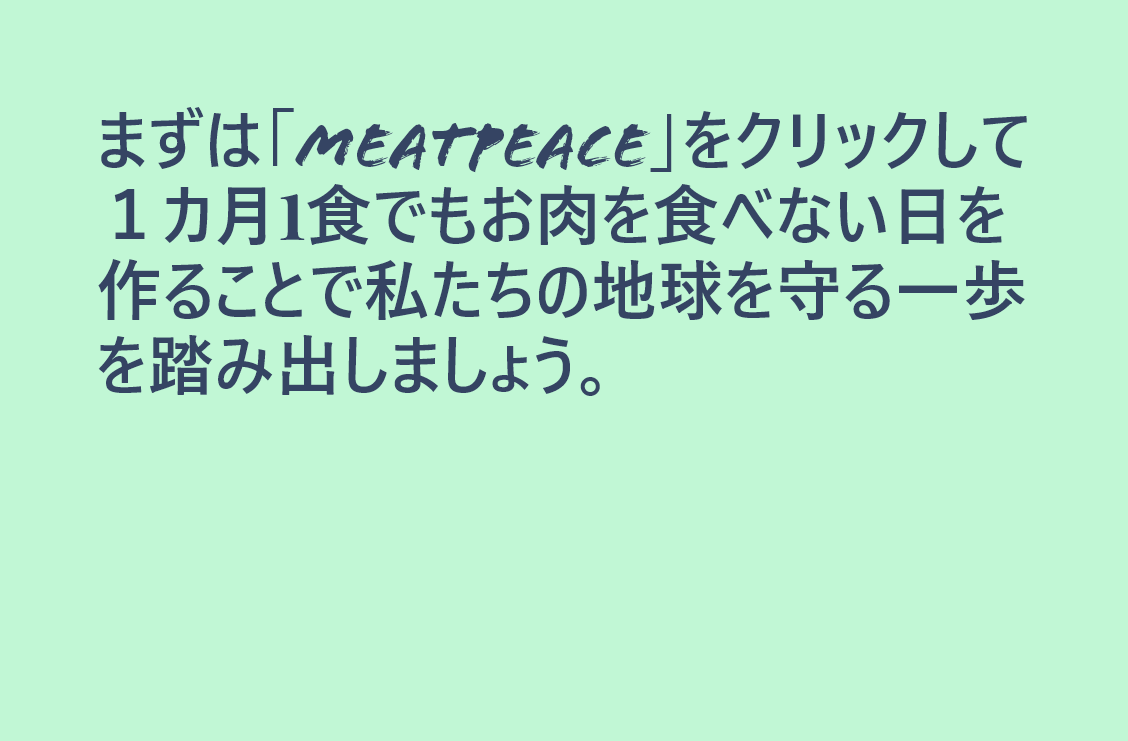 まずは「MEATPEACE」をクリックして
１カ月1食でもお肉を食べない日を
作ることで私たちの地球を守る一歩
を踏み出しましょう。